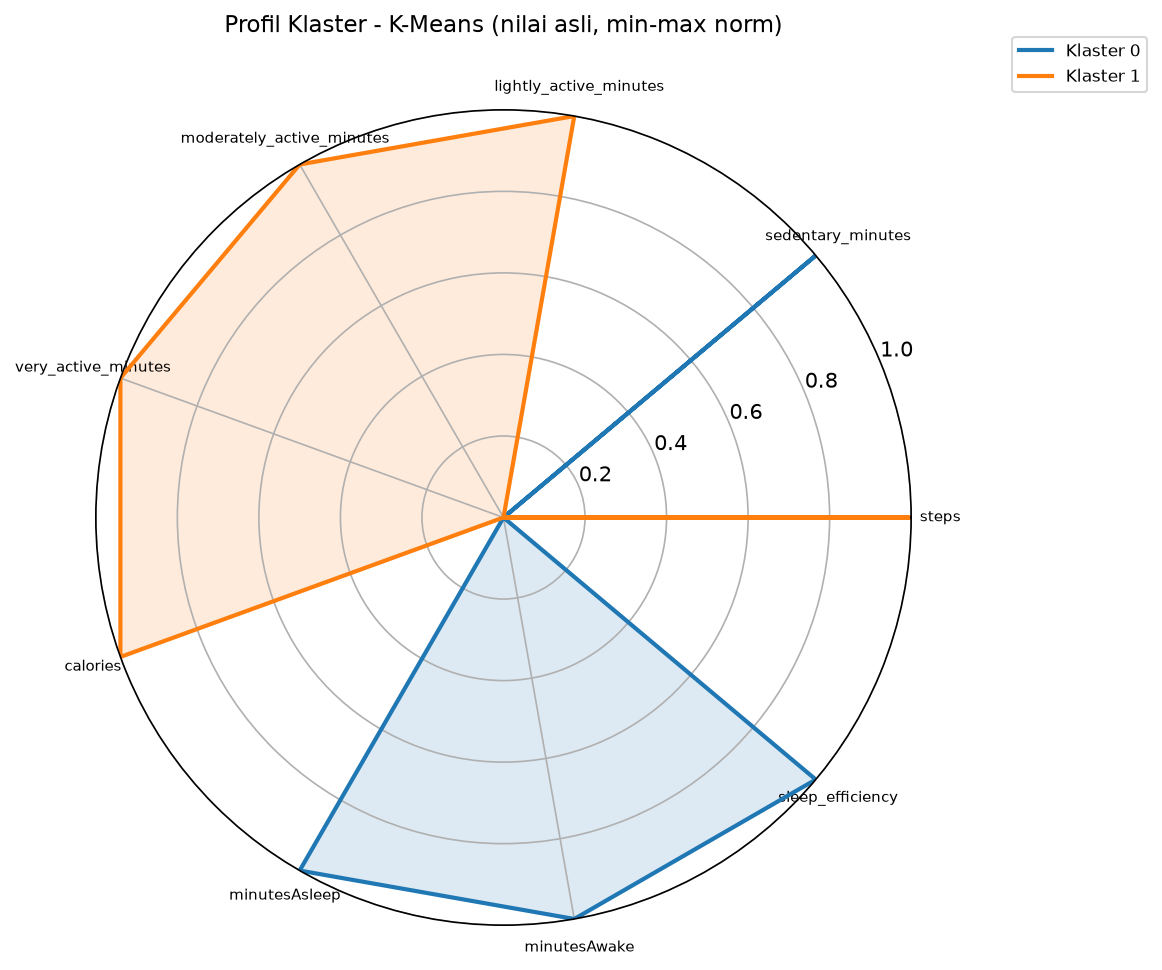 Profil Klaster - K-Means (nilai asli, min-max norm)
Klaster 0
Klaster 1
lightly_active_minutes
moderately_active_minutes
sedentary_minutes
1.0
very_active_minutes
0.8
0.6
0.4
0.2
steps
calories
sleep_efficiency
minutesAsleep
minutesAwake